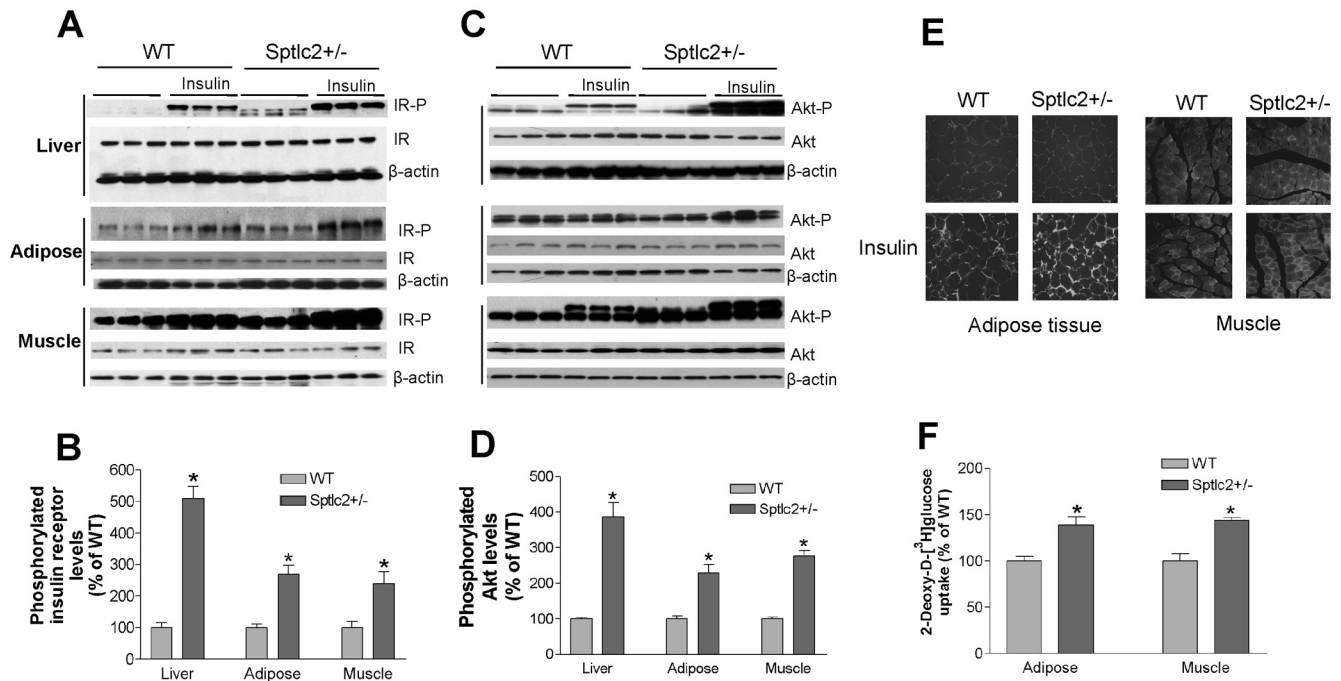 A
WT
Sptlc2+/-
Insulin
Insulin
Liver
IR-P
IR
β-actin
Adipose
IR-P
IR
β-actin
Muscle
IR-P
IR
β-actin
B
Phosphorylated
insulin receptor
levels
(% of WT)
600
500
400
300
200
100
0
WT
Sptlc2+/-
*
*
*
Liver
Adipose
Muscle
C
WT
Sptlc2+/-
Insulin
Insulin
Akt-P
Akt
β-actin
Akt-P
Akt
β-actin
Akt-P
Akt
β-actin
D
Phosphorylated
Akt levels
(% of WT)
500
400
300
200
100
0
WT
Sptlc2+/-
*
*
*
Liver
Adipose
Muscle
E
WT
Sptlc2+/-
WT
Sptlc2+/-
Insulin
Adipose tissue
Muscle
F
2-Deoxy-D-[³H]glucose
uptake (% of WT)
200
150
100
50
0
WT
Sptlc2+/-
*
*
Adipose
Muscle